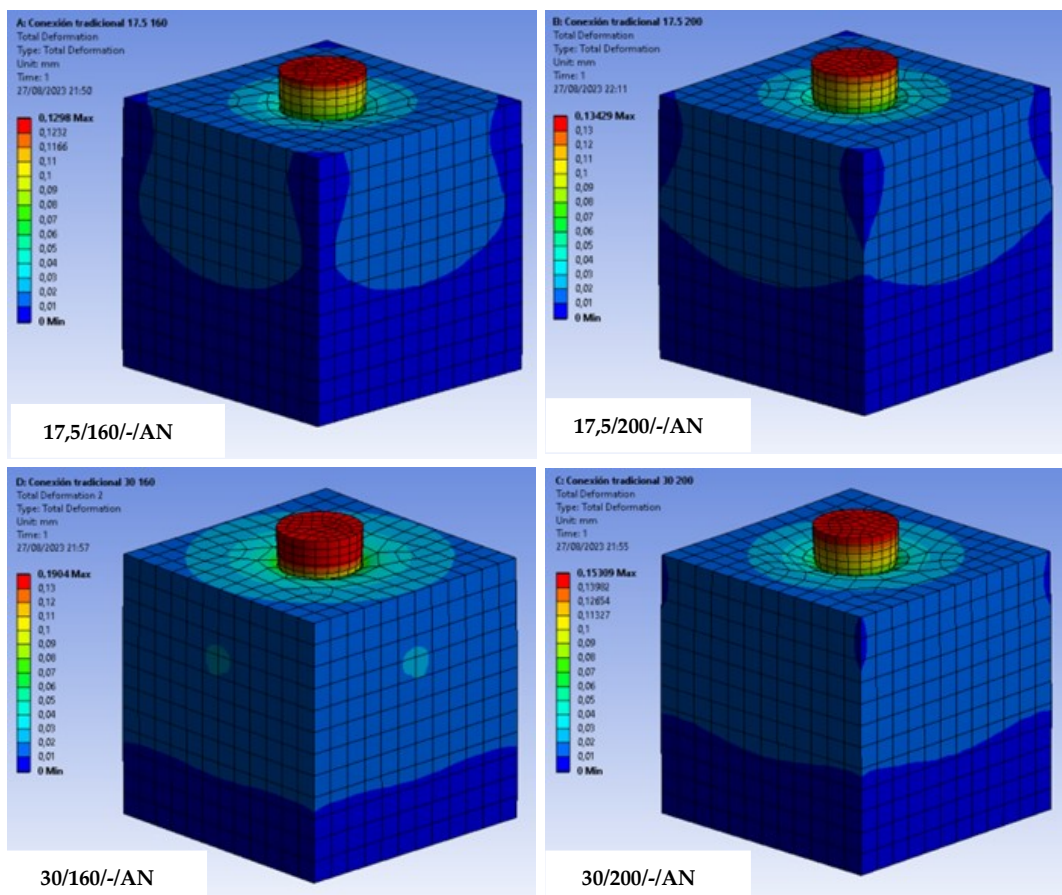 A: Conexión tradicional 17.5 160
Total Deformation
Type: Total Deformation
Unit: mm
Time: 1
27/08/2023 21:50
0,1298 Max
0,1232
0,1166
0,11
0,1
0,09
0,08
0,07
0,06
0,05
0,04
0,03
0,02
0,01
0 Min
17,5/160/-/AN
B: Conexión tradicional 17.5 200
Total Deformation
Type: Total Deformation
Unit: mm
Time: 1
27/08/2023 22:11
0,13429 Max
0,13
0,12
0,11
0,1
0,09
0,08
0,07
0,06
0,05
0,04
0,03
0,02
0,01
0 Min
17,5/200/-/AN
D: Conexión tradicional 30 160
Total Deformation 2
Type: Total Deformation
Unit: mm
Time: 1
27/08/2023 21:57
0,1904 Max
0,13
0,12
0,11
0,1
0,09
0,08
0,07
0,06
0,05
0,04
0,03
0,02
0,01
0 Min
30/160/-/AN
C: Conexión tradicional 30 200
Total Deformation
Type: Total Deformation
Unit: mm
Time: 1
27/08/2023 21:55
0,15309 Max
0,13982
0,12654
0,11327
0,1
0,09
0,08
0,07
0,06
0,05
0,04
0,03
0,02
0,01
0 Min
30/200/-/AN